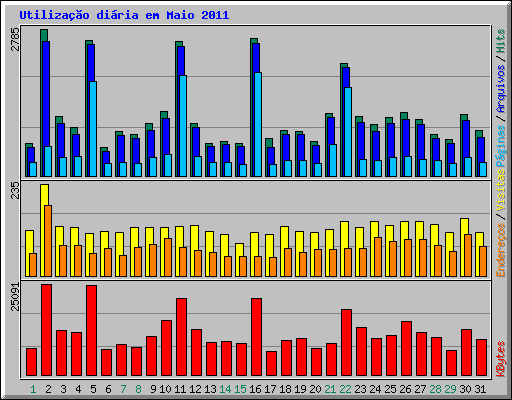 Utilização diária em Maio 2011
2785
235
25091
Endereços / Visitas Páginas / Arquivos / Hits
KBytes
1 2 3 4 5 6 7 8 9 10 11 12 13 14 15 16 17 18 19 20 21 22 23 24 25 26 27 28 29 30 31